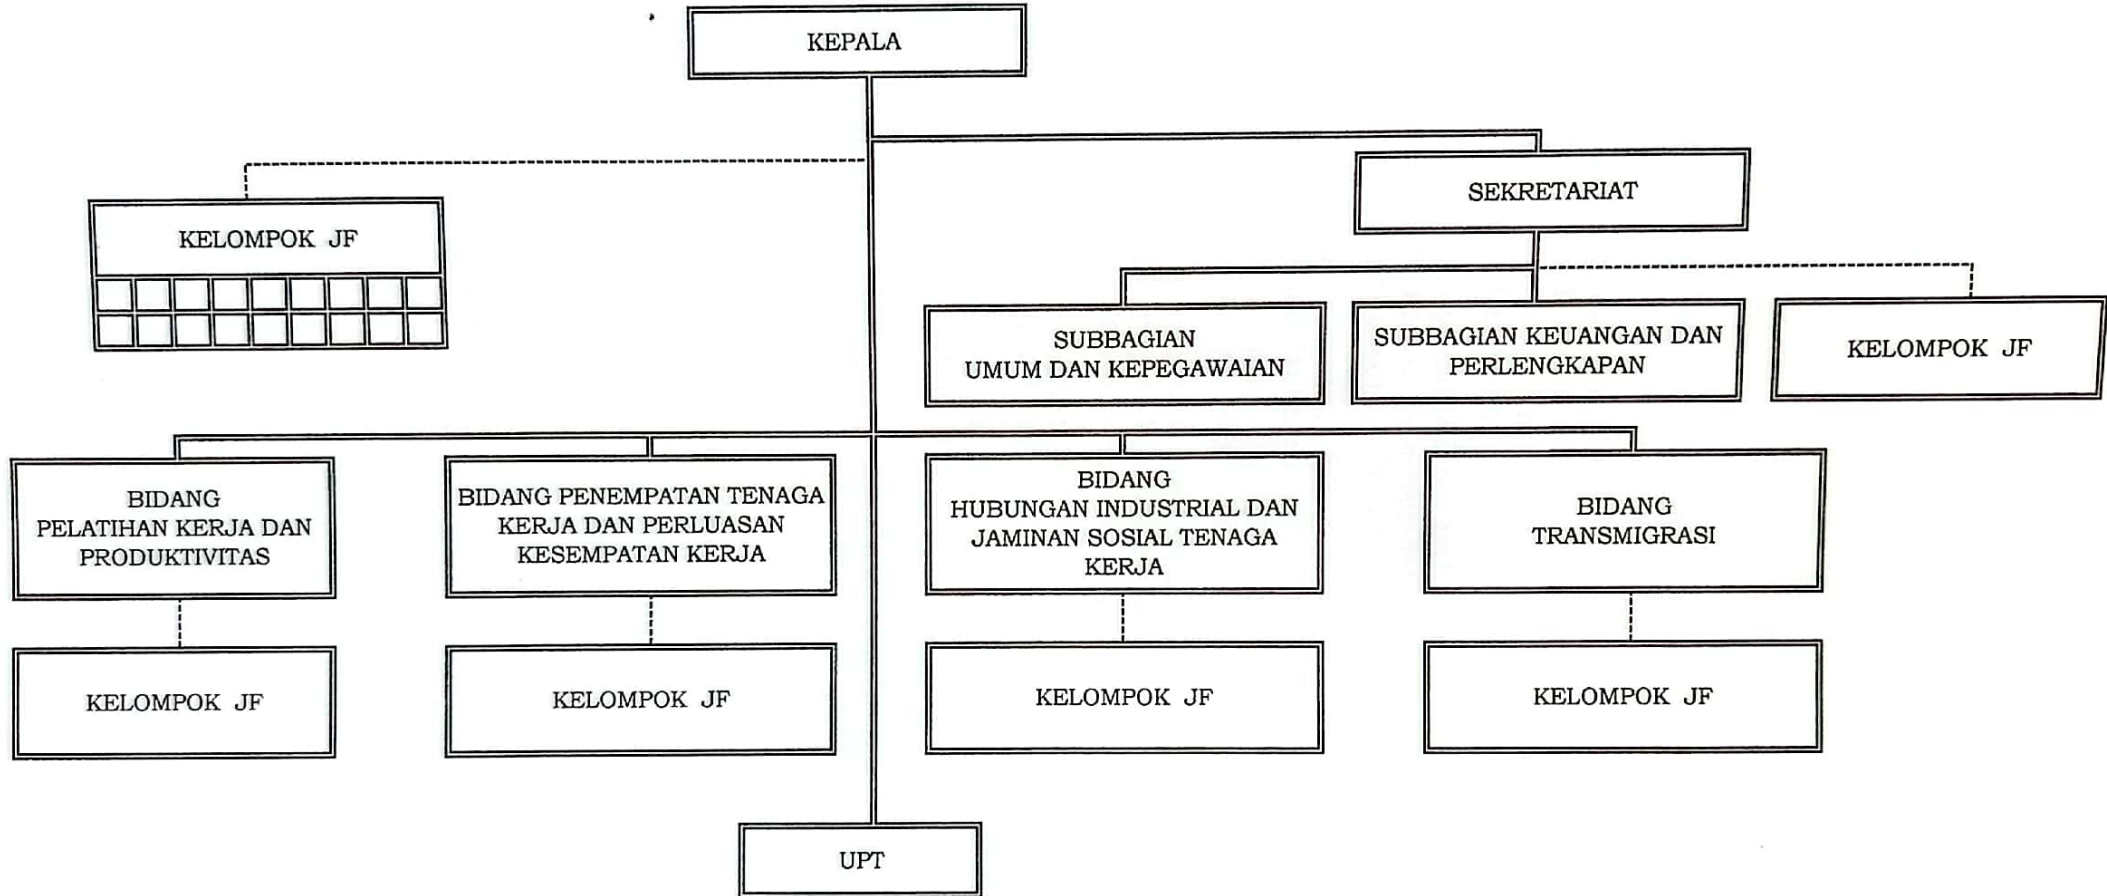 KEPALA
SEKRETARIAT
KELOMPOK JF
SUBBAGIAN
UMUM DAN KEPEGAWAIAN
SUBBAGIAN KEUANGAN DAN
PERLENGKAPAN
KELOMPOK JF
BIDANG
PELATIHAN KERJA DAN
PRODUKTIVITAS
BIDANG PENEMPATAN TENAGA
KERJA DAN PERLUASAN
KESEMPATAN KERJA
BIDANG
HUBUNGAN INDUSTRIAL DAN
JAMINAN SOSIAL TENAGA
KERJA
BIDANG
TRANSMIGRASI
KELOMPOK JF
KELOMPOK JF
KELOMPOK JF
KELOMPOK JF
UPT